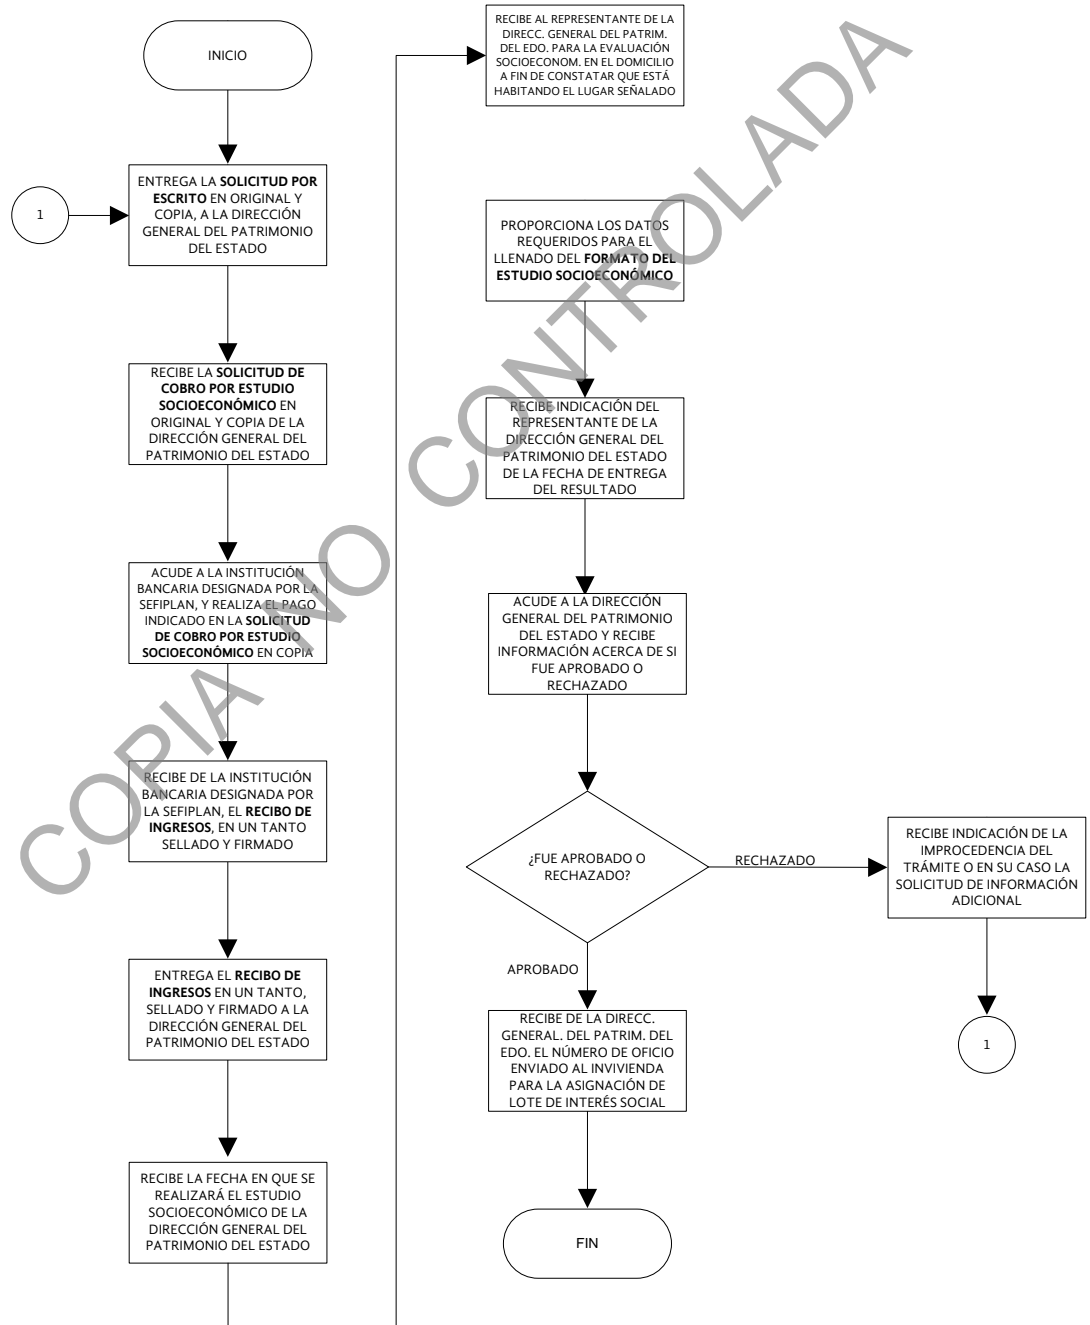 INICIO
1
ENTREGA LA SOLICITUD POR
ESCRITO EN ORIGINAL Y
COPIA, A LA DIRECCIÓN
GENERAL DEL PATRIMONIO
DEL ESTADO
RECIBE LA SOLICITUD DE
COBRO POR ESTUDIO
SOCIOECONÓMICO EN
ORIGINAL Y COPIA DE LA
DIRECCIÓN GENERAL DEL
PATRIMONIO DEL ESTADO
ACUDE A LA INSTITUCIÓN
BANCARIA DESIGNADA POR LA
SEFIPLAN, Y REALIZA EL PAGO
INDICADO EN LA SOLICITUD
DE COBRO POR ESTUDIO
SOCIOECONÓMICO EN COPIA
RECIBE DE LA INSTITUCIÓN
BANCARIA DESIGNADA POR
LA SEFIPLAN, EL RECIBO DE
INGRESOS, EN UN TANTO
SELLADO Y FIRMADO
ENTREGA EL RECIBO DE
INGRESOS EN UN TANTO,
SELLADO Y FIRMADO A LA
DIRECCIÓN GENERAL DEL
PATRIMONIO DEL ESTADO
RECIBE LA FECHA EN QUE SE
REALIZARÁ EL ESTUDIO
SOCIOECONÓMICO DE LA
DIRECCIÓN GENERAL DEL
PATRIMONIO DEL ESTADO
RECIBE AL REPRESENTANTE DE LA
DIRECC. GENERAL DEL PATRIM.
DEL EDO. PARA LA EVALUACIÓN
SOCIOECONOM. EN EL DOMICILIO
A FIN DE CONSTATAR QUE ESTÁ
HABITANDO EL LUGAR SEÑALADO
PROPORCIONA LOS DATOS
REQUERIDOS PARA EL
LLENADO DEL FORMATO DEL
ESTUDIO SOCIOECONÓMICO
RECIBE INDICACIÓN DEL
REPRESENTANTE DE LA
DIRECCIÓN GENERAL DEL
PATRIMONIO DEL ESTADO
DE LA FECHA DE ENTREGA
DEL RESULTADO
ACUDE A LA DIRECCIÓN
GENERAL DEL PATRIMONIO
DEL ESTADO Y RECIBE
INFORMACIÓN ACERCA DE SI
FUE APROBADO O
RECHAZADO
¿FUE APROBADO O
RECHAZADO?
RECHAZADO
RECIBE INDICACIÓN DE LA
IMPROCEDENCIA DEL
TRÁMITE O EN SU CASO LA
SOLICITUD DE INFORMACIÓN
ADICIONAL
1
APROBADO
RECIBE DE LA DIRECC.
GENERAL. DEL PATRIM. DEL
EDO. EL NÚMERO DE OFICIO
ENVIADO AL INVIVIENDA
PARA LA ASIGNACIÓN DE
LOTE DE INTERÉS SOCIAL
FIN
COPIA NO CONTROLADA